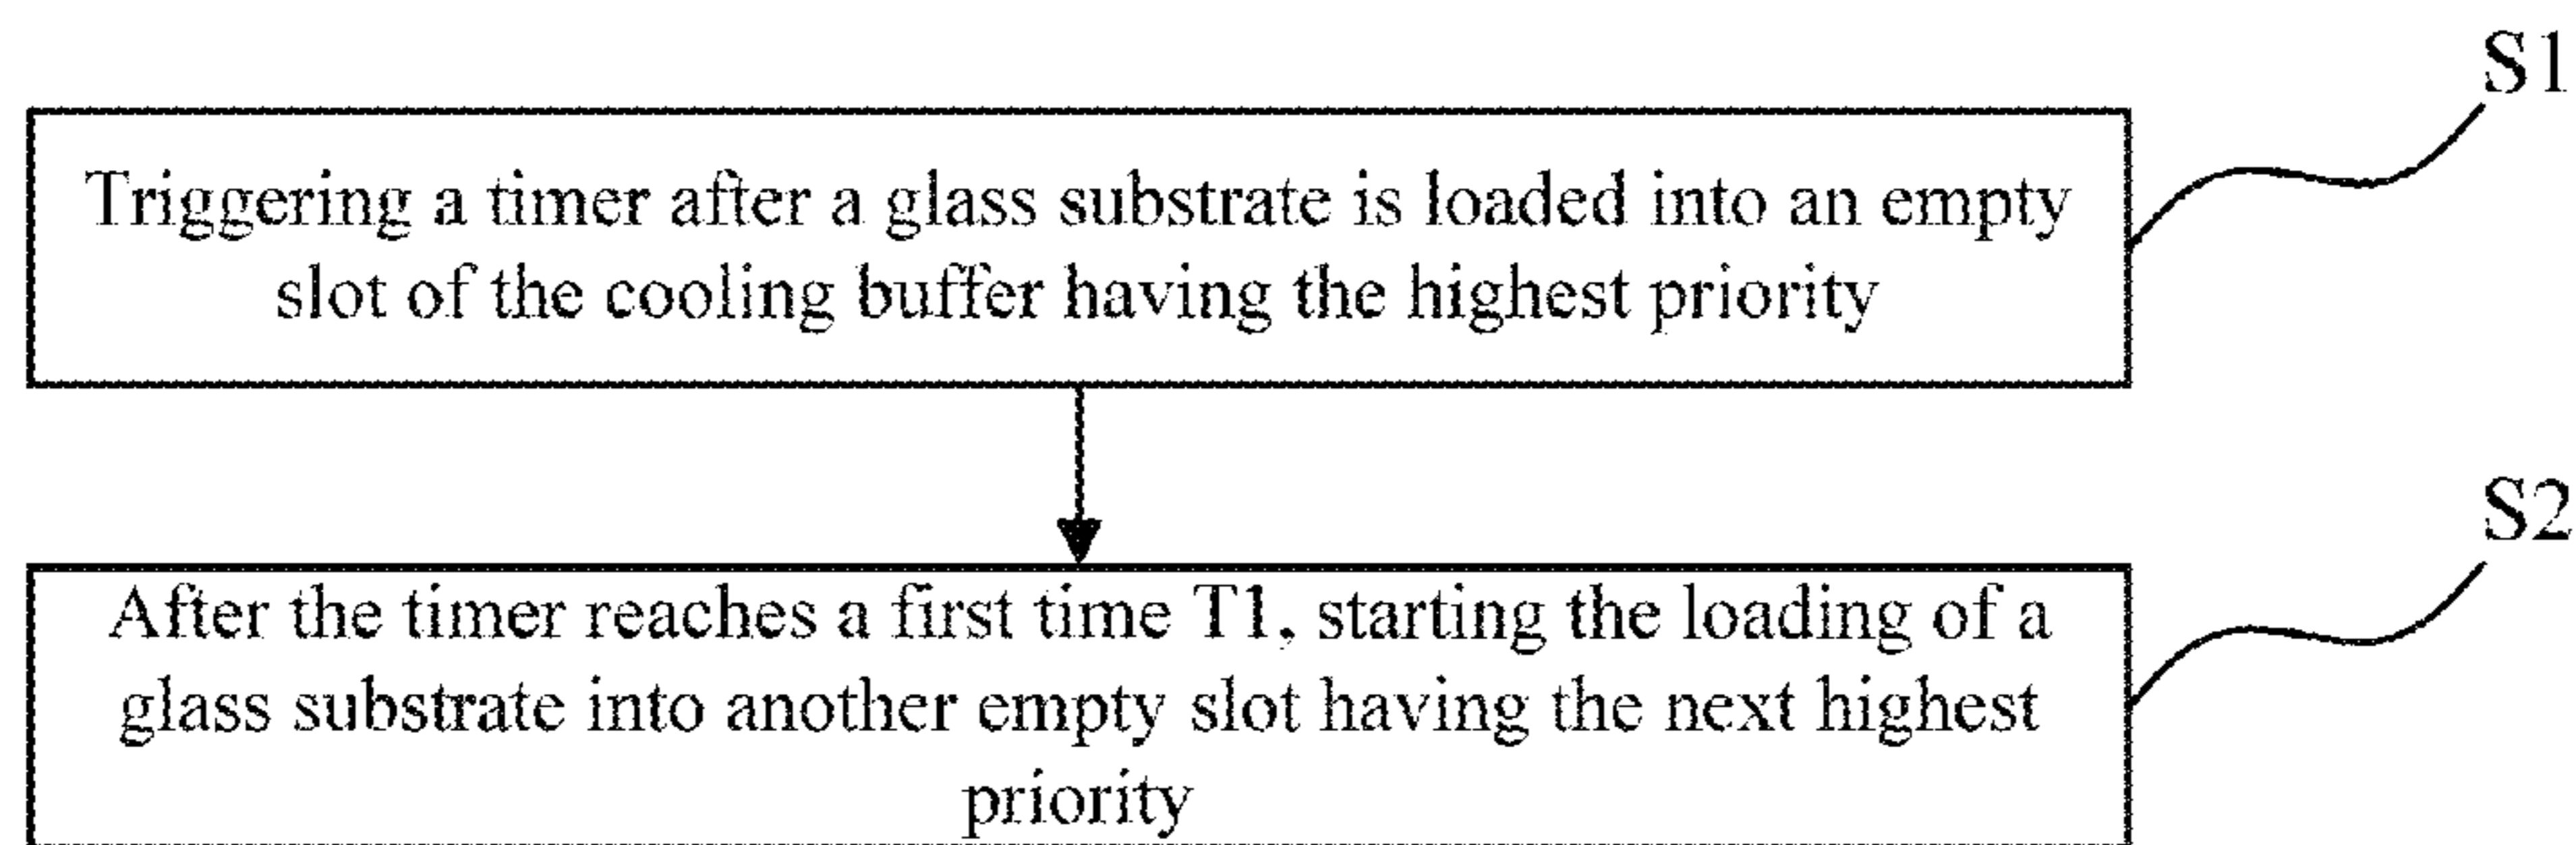 S1
Triggering a timer after a glass substrate is loaded into an empty
slot of the cooling buffer having the highest priority
S2
After the timer reaches a first time T1, starting the loading of a
glass substrate into another empty slot having the next highest
priority